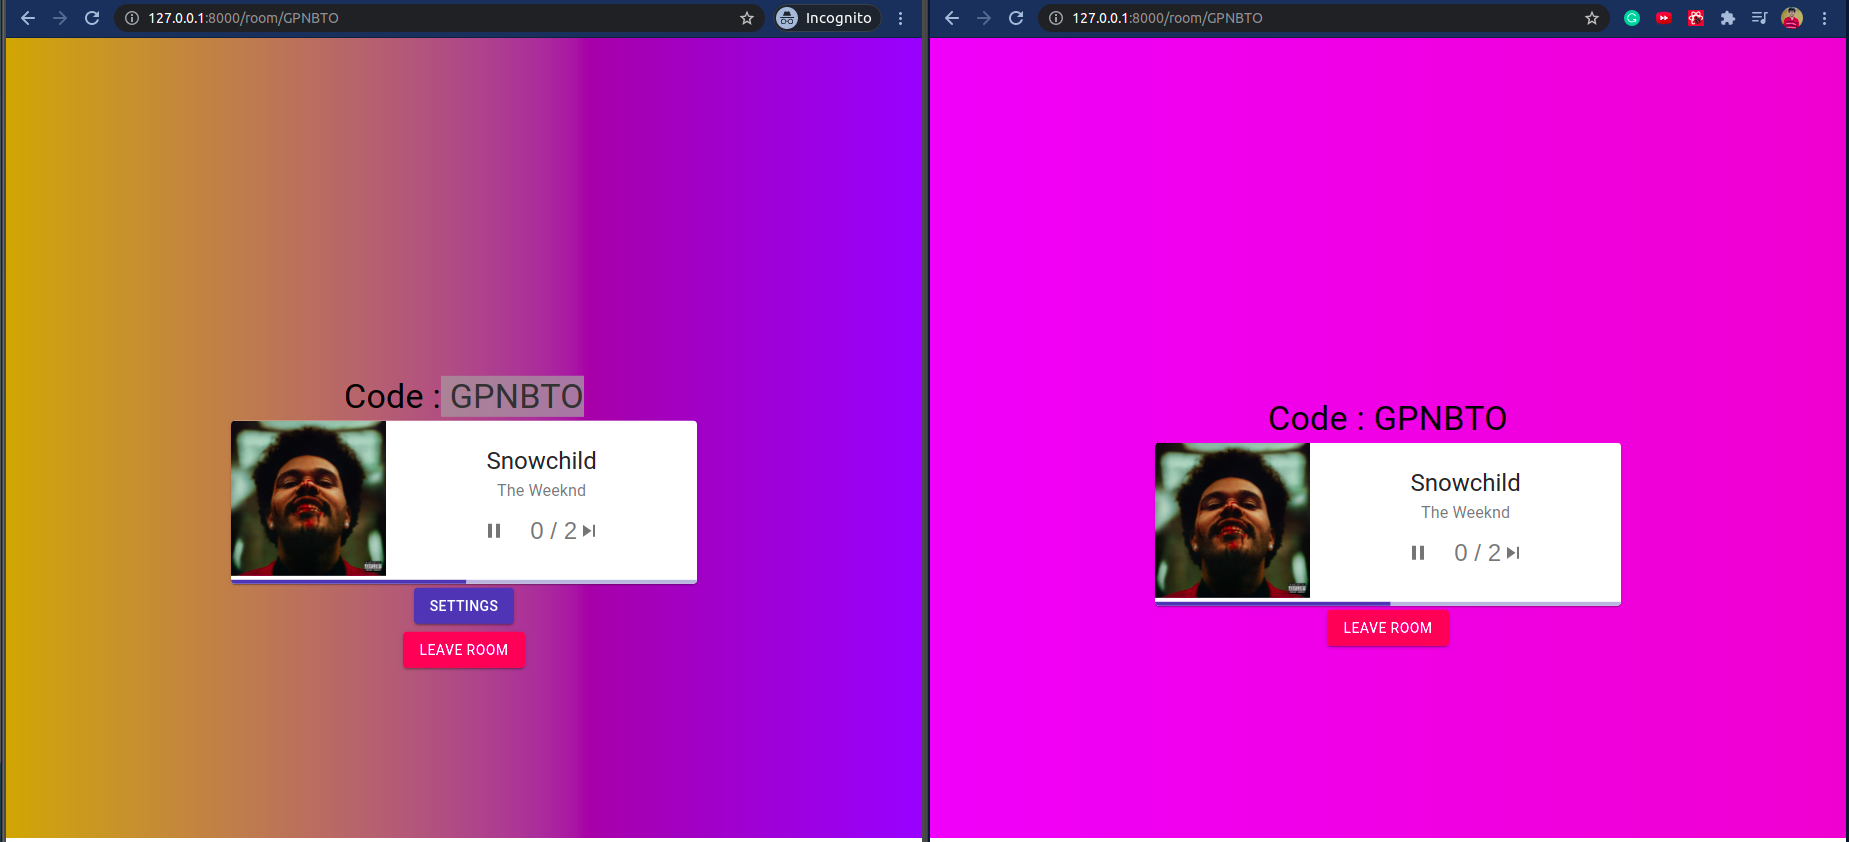 127.0.0.1:8000/room/GPNBTO
Incognito
Code : GPNBTO
Snowchild
The Weeknd
0 / 2
SETTINGS
LEAVE ROOM
127.0.0.1:8000/room/GPNBTO
Code : GPNBTO
Snowchild
The Weeknd
0 / 2
LEAVE ROOM